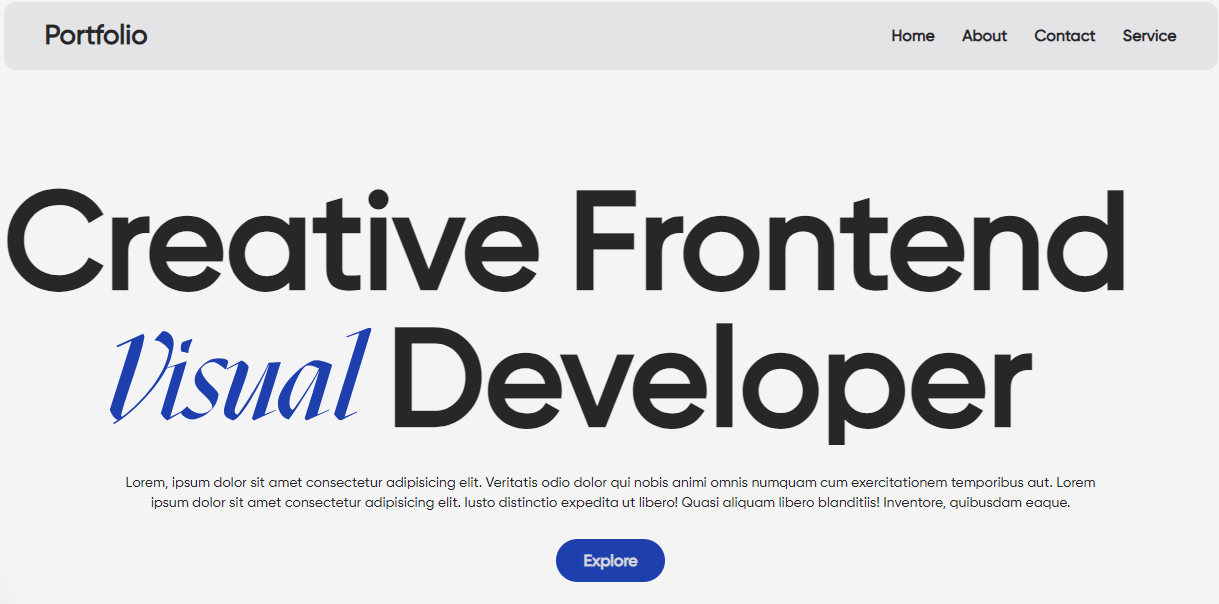 Portfolio
Home About Contact Service
Creative Frontend
Visual Developer
Lorem, ipsum dolor sit amet consectetur adipisicing elit. Veritatis odio dolor qui nobis animi omnis numquam cum exercitationem temporibus aut. Lorem
ipsum dolor sit amet consectetur adipisicing elit. Iusto distinctio expedita ut libero! Quasi aliquam libero blanditiis! Inventore, quibusdam eaque.
Explore